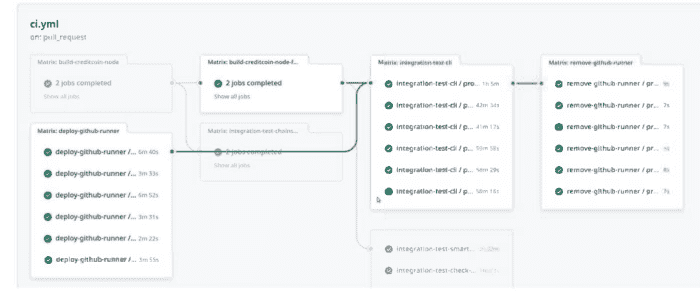 ci.yml
on: pull_request
Matrix: build-creditcoin-node
2 jobs completed
Show all jobs
Matrix: deploy-github-runner
deploy-github-runner /... 6m 40s
deploy-github-runner /... 3m 33s
deploy-github-runner /... 6m 52s
deploy-github-runner /... 3m 31s
deploy-github-runner /... 2m 22s
deploy-github-runner /...
Matrix: build-creditcoin-node-f...
2 jobs completed
Show all jobs
Matrix: integration-test-chains...
2 jobs completed
Show all jobs
Matrix: integration-test-cli
integration-test-cli / pro... 1h 5m
integration-test-cli / p...
integration-test-cli / p... 41m 17s
integration-test-cli / p...
integration-test-cli / p...
integration-test-cli / p...
integration-test-smart...
integration-test-check-...
Matrix: remove-github-runner
remove-github-runner / pr... 9s
remove-github-runner / pr... 7s
remove-github-runner / pr... 7s
remove-github-runner / pr...
remove-github-runner / pr...
remove-github-runner / pr... 7s